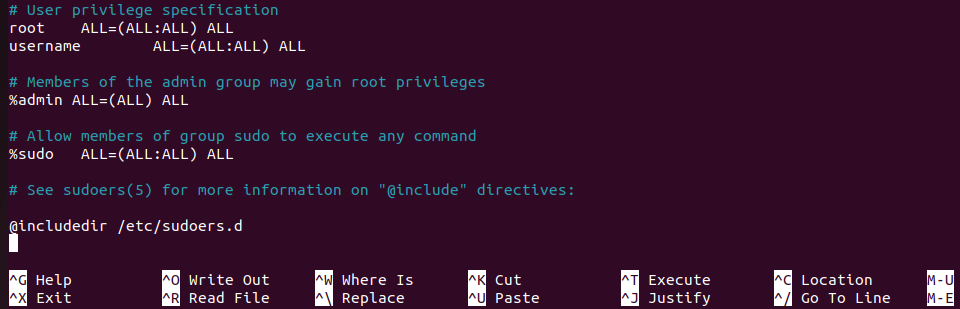 # User privilege specification
root    ALL=(ALL:ALL) ALL
username        ALL=(ALL:ALL) ALL
# Members of the admin group may gain root privileges
%admin ALL=(ALL) ALL
# Allow members of group sudo to execute any command
%sudo   ALL=(ALL:ALL) ALL
# See sudoers(5) for more information on "@include" directives:
@includedir /etc/sudoers.d
^G Help ^O Write Out ^W Where Is ^K Cut ^T Execute ^C Location M-U
^X Exit ^R Read File ^\ Replace ^U Paste ^J Justify ^/ Go To Line M-E